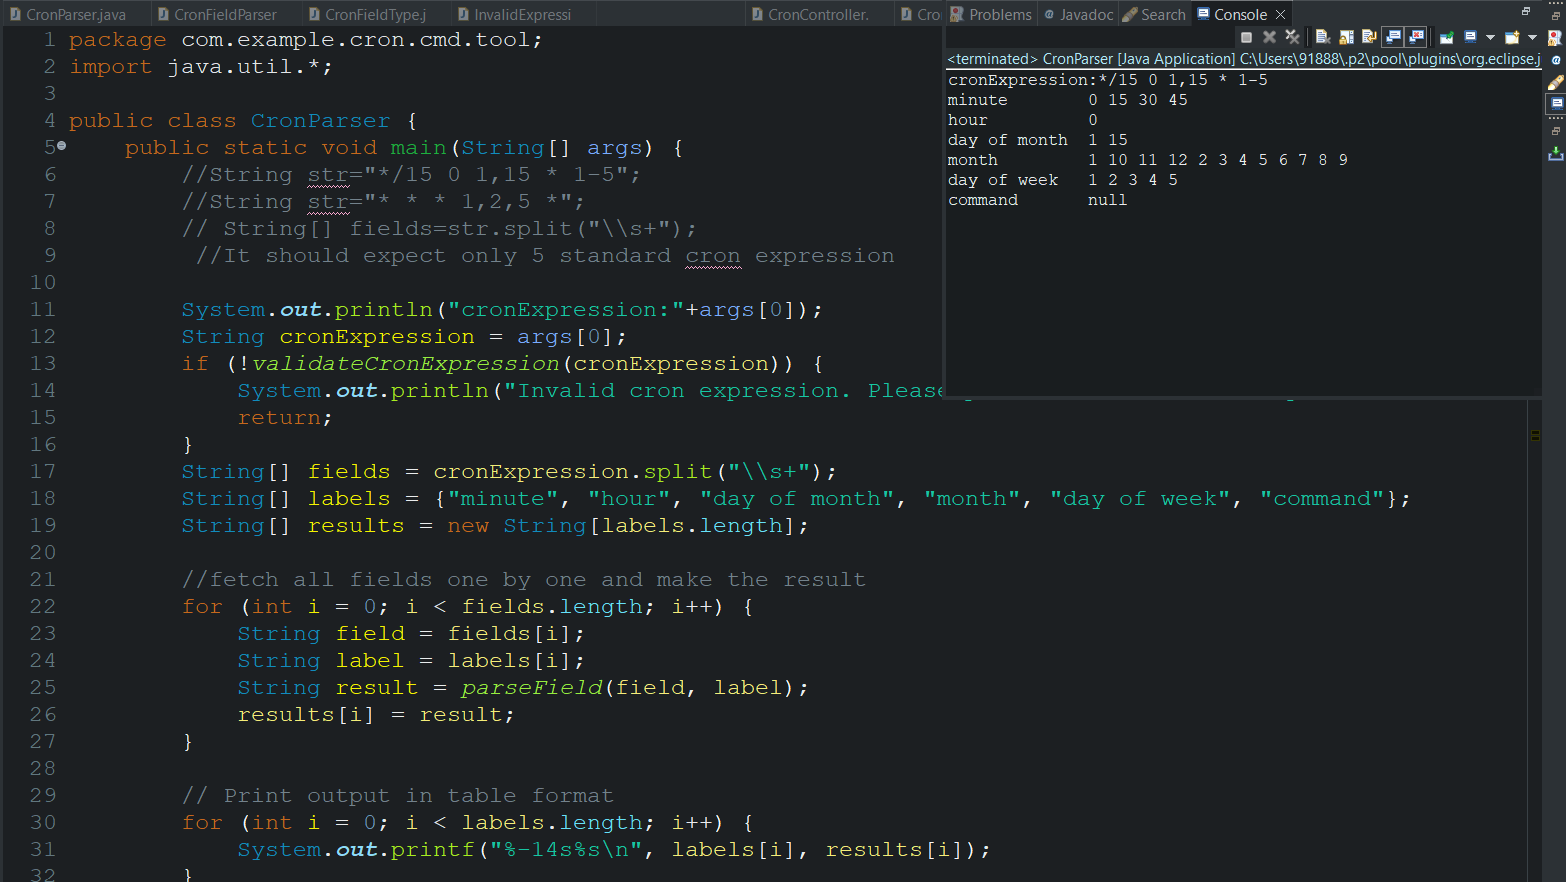 CronParser.java CronFieldParser CronFieldType.j InvalidExpressi CronController. Cro Problems Javadoc Search Console
<terminated> CronParser [Java Application] C:\Users\91888\.p2\pool\plugins\org.eclipse.j
cronExpression:*/15 0 1,15 * 1-5
minute 0 15 30 45
hour 0
day of month 1 15
month 1 10 11 12 2 3 4 5 6 7 8 9
day of week 1 2 3 4 5
command null
1 package com.example.cron.cmd.tool;
2 import java.util.*;
3
4 public class CronParser {
5 public static void main(String[] args) {
6 //String str="*/15 0 1,15 * 1-5";
7 //String str="* * * 1,2,5 *";
8 // String[] fields=str.split("\\s+");
9 //It should expect only 5 standard cron expression
10
11 System.out.println("cronExpression:"+args[0]);
12 String cronExpression = args[0];
13 if (!validateCronExpression(cronExpression)) {
14 System.out.println("Invalid cron expression. Please
15 return;
16 }
17 String[] fields = cronExpression.split("\\s+");
18 String[] labels = {"minute", "hour", "day of month", "month", "day of week", "command"};
19 String[] results = new String[labels.length];
20
21 //fetch all fields one by one and make the result
22 for (int i = 0; i < fields.length; i++) {
23 String field = fields[i];
24 String label = labels[i];
25 String result = parseField(field, label);
26 results[i] = result;
27 }
28
29 // Print output in table format
30 for (int i = 0; i < labels.length; i++) {
31 System.out.printf("%-14s%s\n", labels[i], results[i]);
32 }